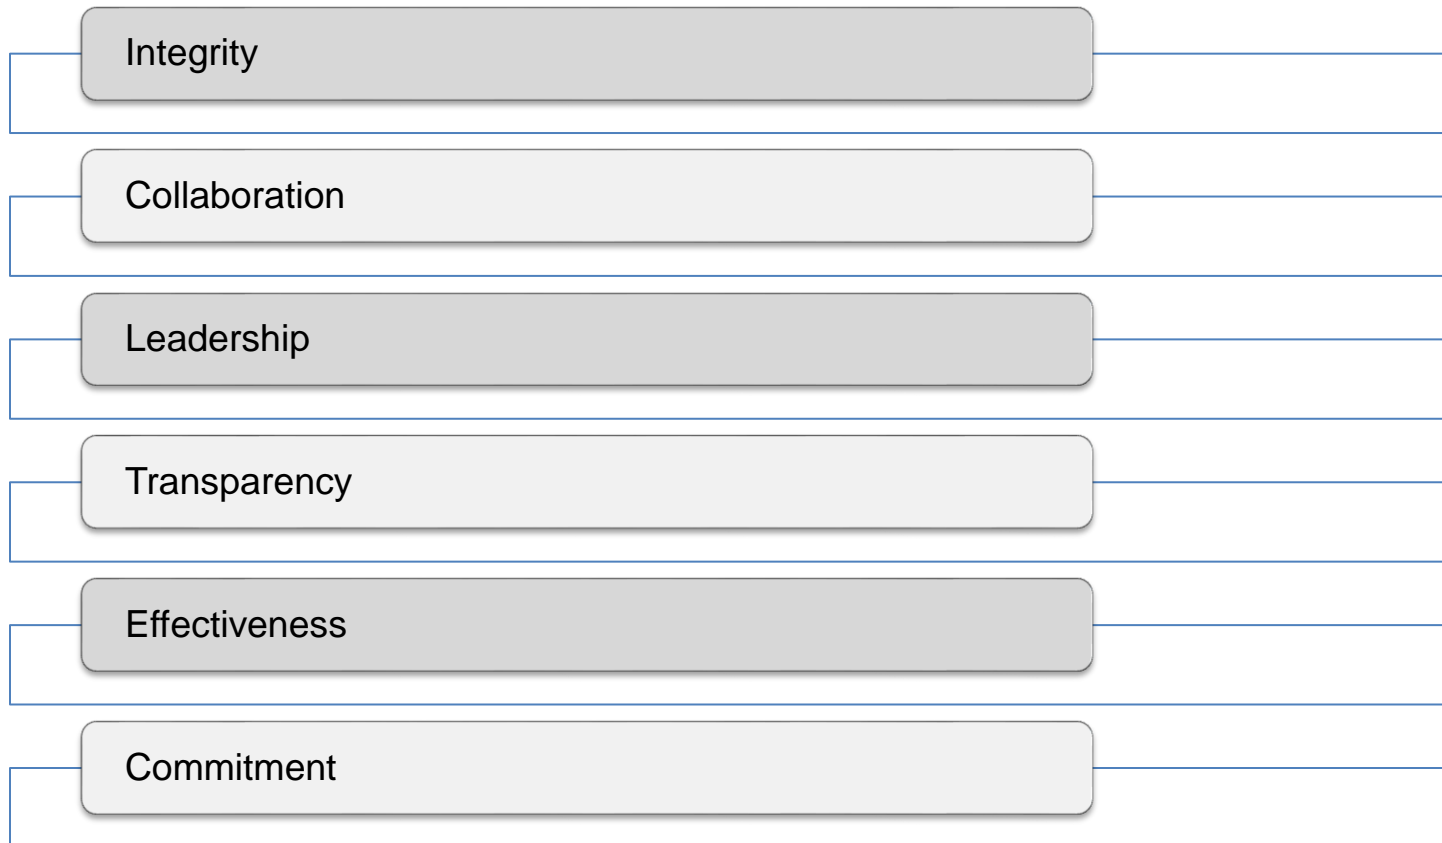 Integrity
Collaboration
Leadership
Transparency
Effectiveness
Commitment